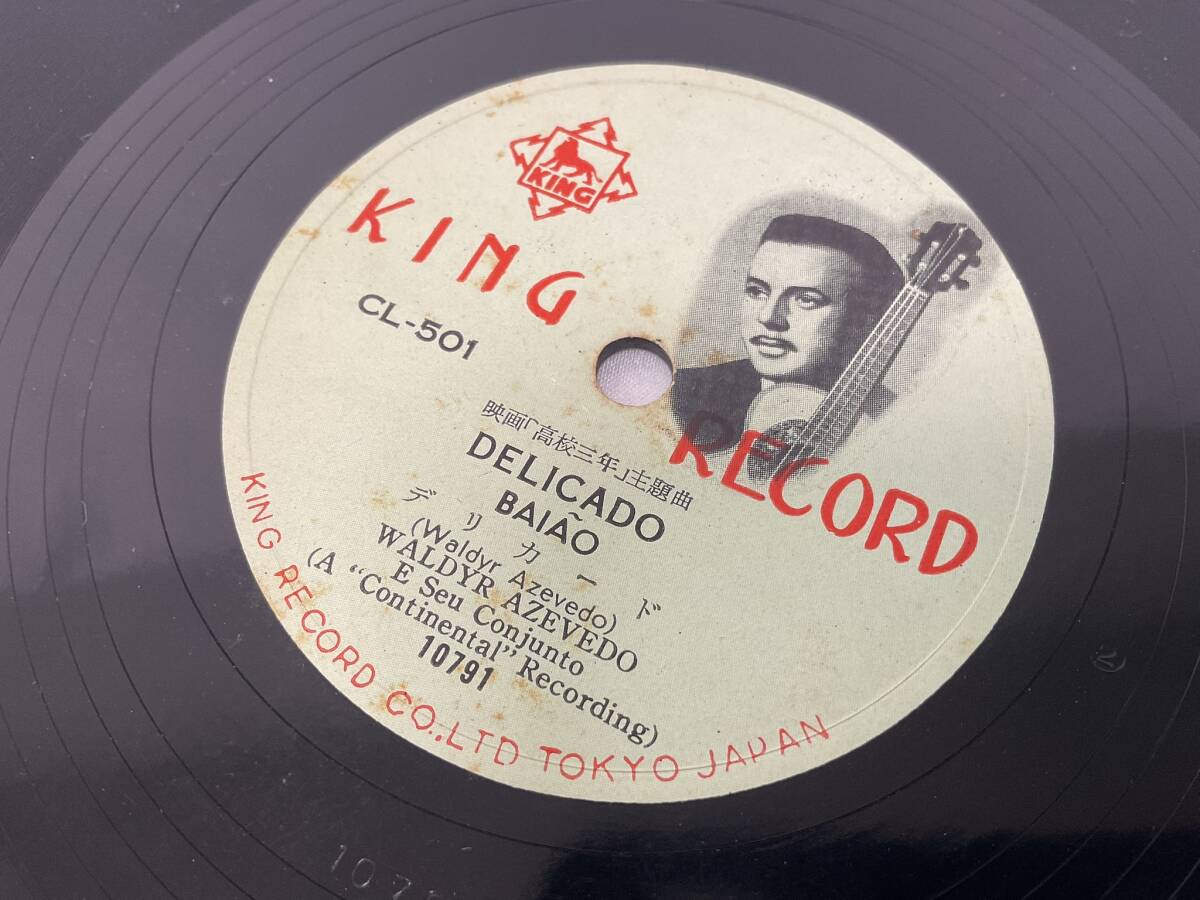 KING
KING
RECORD
CL-501
映画「高校三年」主題曲
DELICADO
BAIÃO
デリカード
(Waldyr Azevedo)
WALDYR AZEVEDO
E Seu Conjunto
(A "Continental" Recording)
10791
KING RECORD CO., LTD TOKYO JAPAN